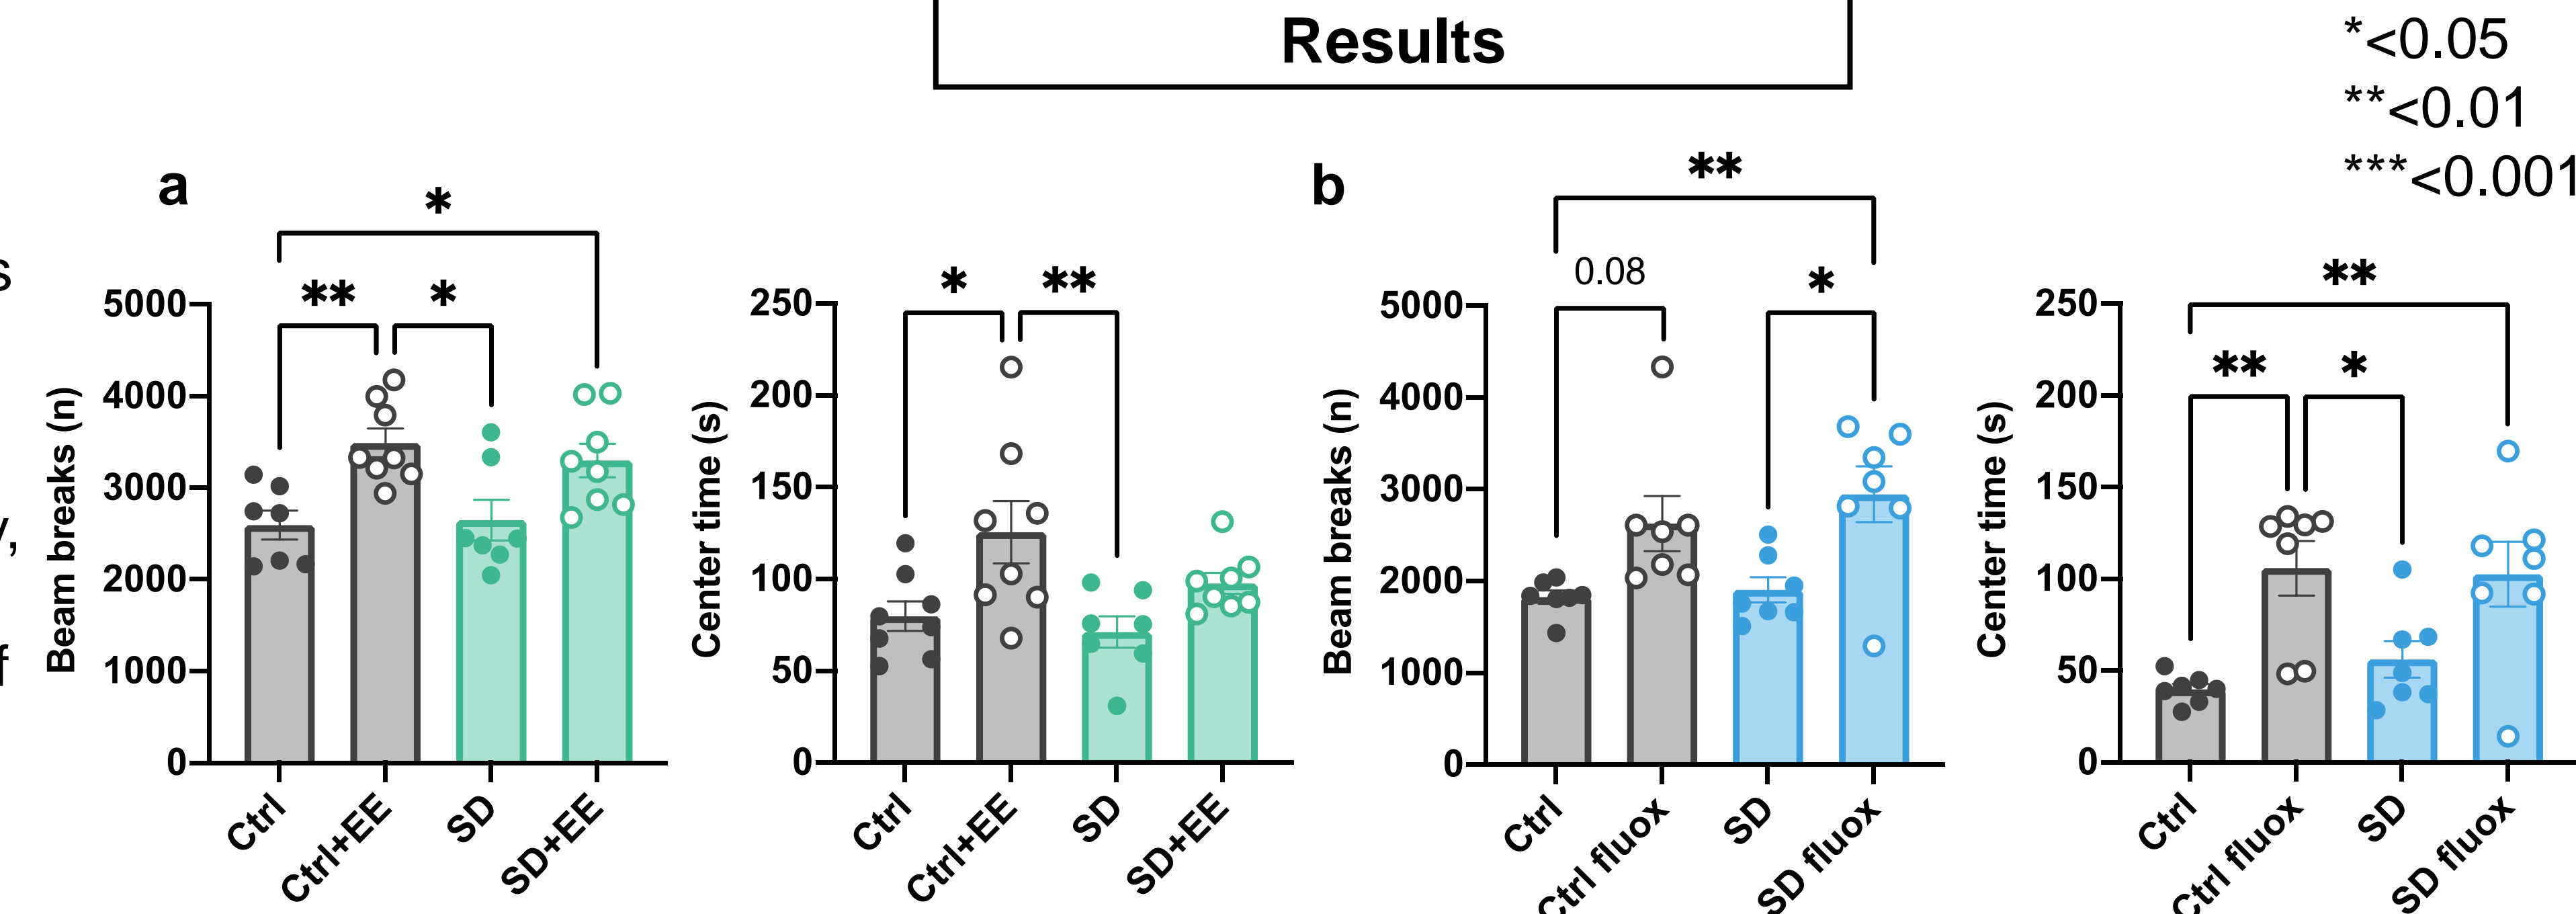 Results
*<0.05
**<0.01
***<0.001
s
y,
f
a
*
** *
5000
4000
3000
2000
1000
0
Beam breaks (n)
Ctrl
Ctrl+EE
SD
SD+EE
* **
250
200
150
100
50
0
Center time (s)
Ctrl
Ctrl+EE
SD
SD+EE
b
**
0.08
*
5000
4000
3000
2000
1000
0
Beam breaks (n)
Ctrl
Ctrl fluox
SD
SD fluox
**
** *
250
200
150
100
50
0
Center time (s)
Ctrl
Ctrl fluox
SD
SD fluox